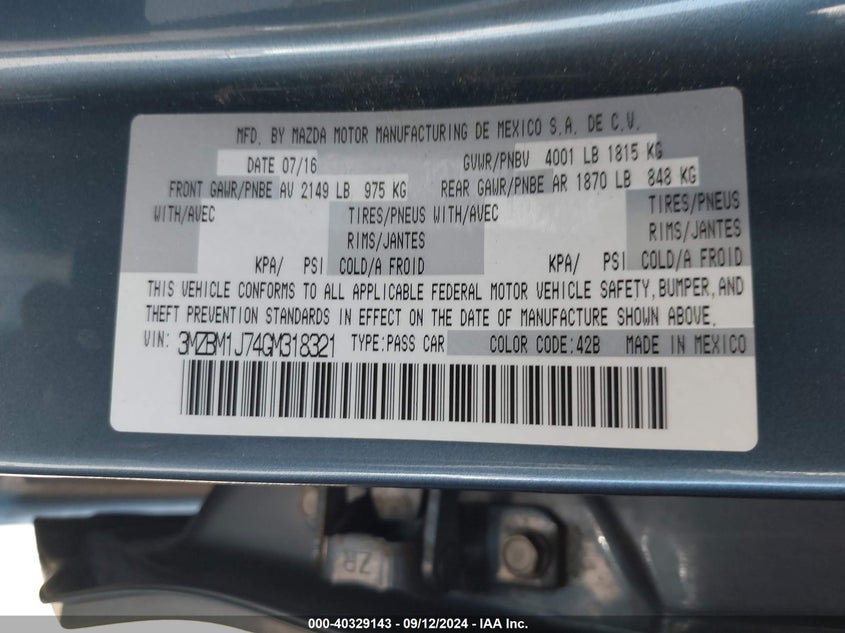 MFD. BY MAZDA MOTOR MANUFACTURING DE MEXICO S.A. DE C.V.
DATE 07/16 GVWR/PNBV 4001 LB 1815 KG
FRONT GAWR/PNBE AV 2149 LB 975 KG REAR GAWR/PNBE AR 1870 LB 848 KG
WITH/AVEC TIRES/PNEUS WITH/AVEC TIRES/PNEUS
RIMS/JANTES RIMS/JANTES
KPA/ PSI COLD/A FROID KPA/ PSI COLD/A FROID
THIS VEHICLE CONFORMS TO ALL APPLICABLE FEDERAL MOTOR VEHICLE SAFETY, BUMPER, AND
THEFT PREVENTION STANDARDS IN EFFECT ON THE DATE OF MANUFACTURE SHOWN ABOVE.
VIN: 3MZBM1J74GM318321 TYPE:PASS CAR COLOR CODE:42B MADE IN MEXICO
ZR
000-40329143 - 09/12/2024 - IAA Inc.